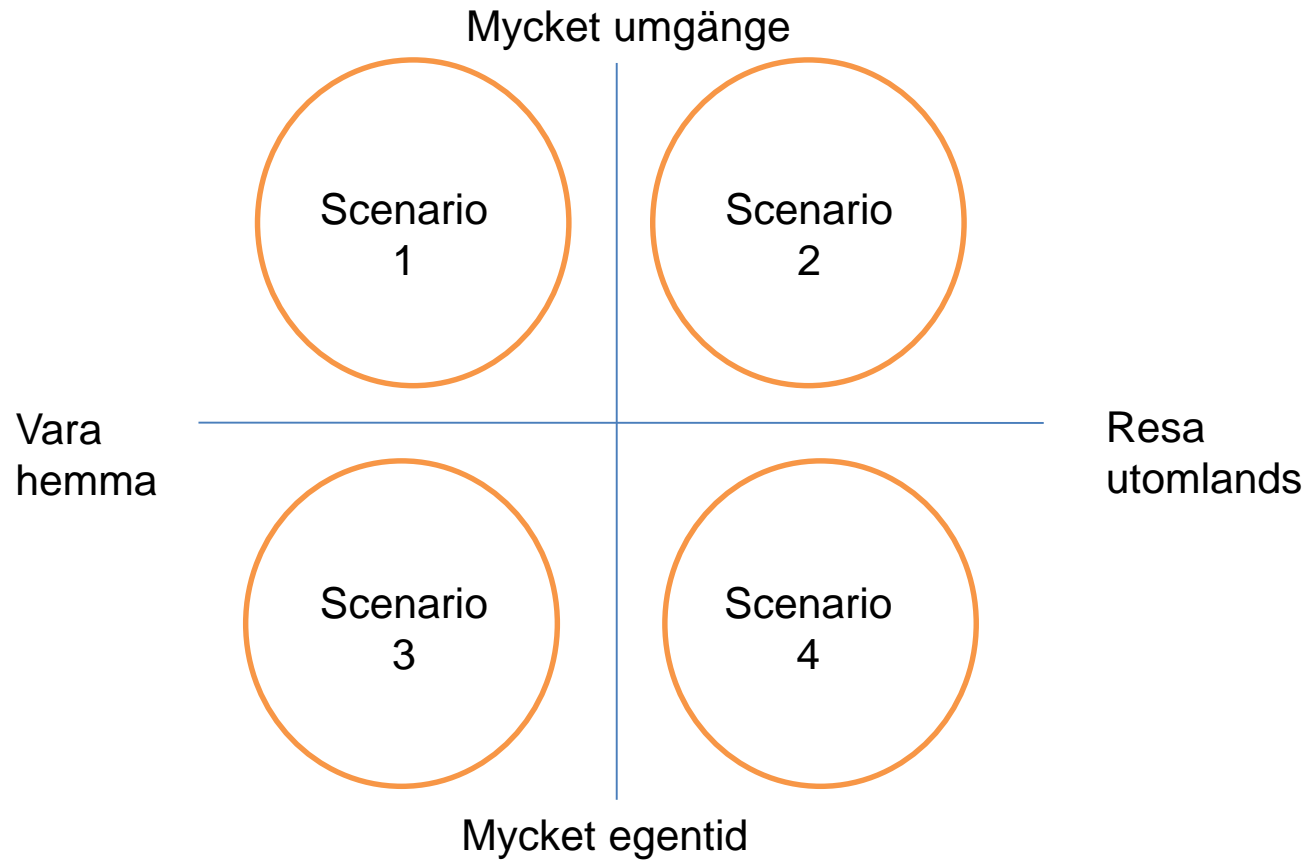 Mycket umgänge
Scenario
1
Scenario
2
Vara
hemma
Resa
utomlands
Scenario
3
Scenario
4
Mycket egentid